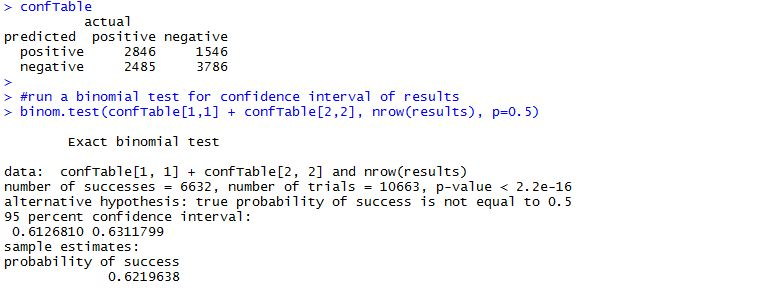 > confTable
         actual
predicted  positive negative
  positive     2846     1546
  negative     2485     3786
>
> #run a binomial test for confidence interval of results
> binom.test(confTable[1,1] + confTable[2,2], nrow(results), p=0.5)
        Exact binomial test
data:  confTable[1, 1] + confTable[2, 2] and nrow(results)
number of successes = 6632, number of trials = 10663, p-value < 2.2e-16
alternative hypothesis: true probability of success is not equal to 0.5
95 percent confidence interval:
 0.6126810 0.6311799
sample estimates:
probability of success
             0.6219638